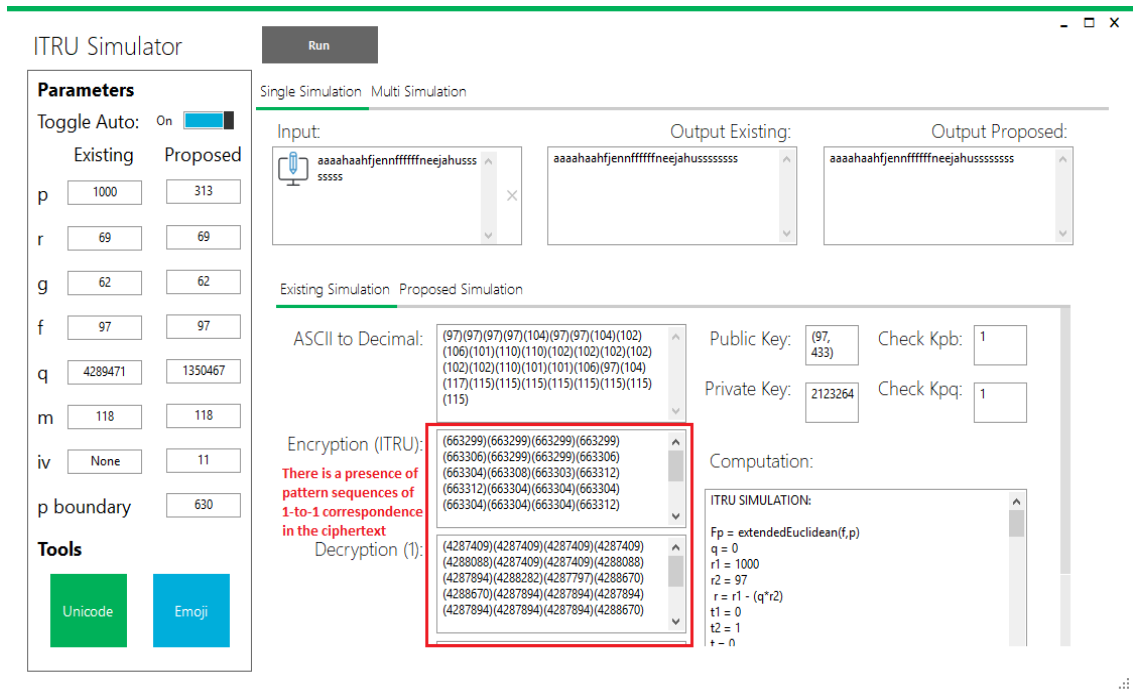 ITRU Simulator
Run
Parameters
Toggle Auto: On
Existing Proposed
p 1000 313
r 69 69
g 62 62
f 97 97
q 4289471 1350467
m 118 118
iv None 11
p boundary 630
Tools
Unicode Emoji
Single Simulation Multi Simulation
Input:
aaaahaahfjennffffffneejahusss
sssss
Output Existing:
aaaahaahfjennffffffneejahussssssss
Output Proposed:
aaaahaahfjennffffffneejahussssssss
Existing Simulation Proposed Simulation
ASCII to Decimal:
(97)(97)(97)(97)(104)(97)(97)(104)(102)
(106)(101)(110)(110)(102)(102)(102)(102)
(102)(102)(110)(101)(101)(106)(97)(104)
(117)(115)(115)(115)(115)(115)(115)(115)
(115)
Public Key: (97,
433)
Check Kpb: 1
Private Key: 2123264
Check Kpq: 1
Encryption (ITRU):
There is a presence of
pattern sequences of
1-to-1 correspondence
in the ciphertext
(663299)(663299)(663299)(663299)
(663306)(663299)(663299)(663306)
(663304)(663308)(663303)(663312)
(663312)(663304)(663304)(663304)
(663304)(663304)(663304)(663312)
Decryption (1):
(4287409)(4287409)(4287409)(4287409)
(4288088)(4287409)(4287409)(4288088)
(4287894)(4288282)(4287797)(4288670)
(4288670)(4287894)(4287894)(4287894)
(4287894)(4287894)(4287894)(4288670)
Computation:
ITRU SIMULATION:
Fp = extendedEuclidean(f,p)
q = 0
r1 = 1000
r2 = 97
r = r1 - (q*r2)
t1 = 0
t2 = 1
t = 0